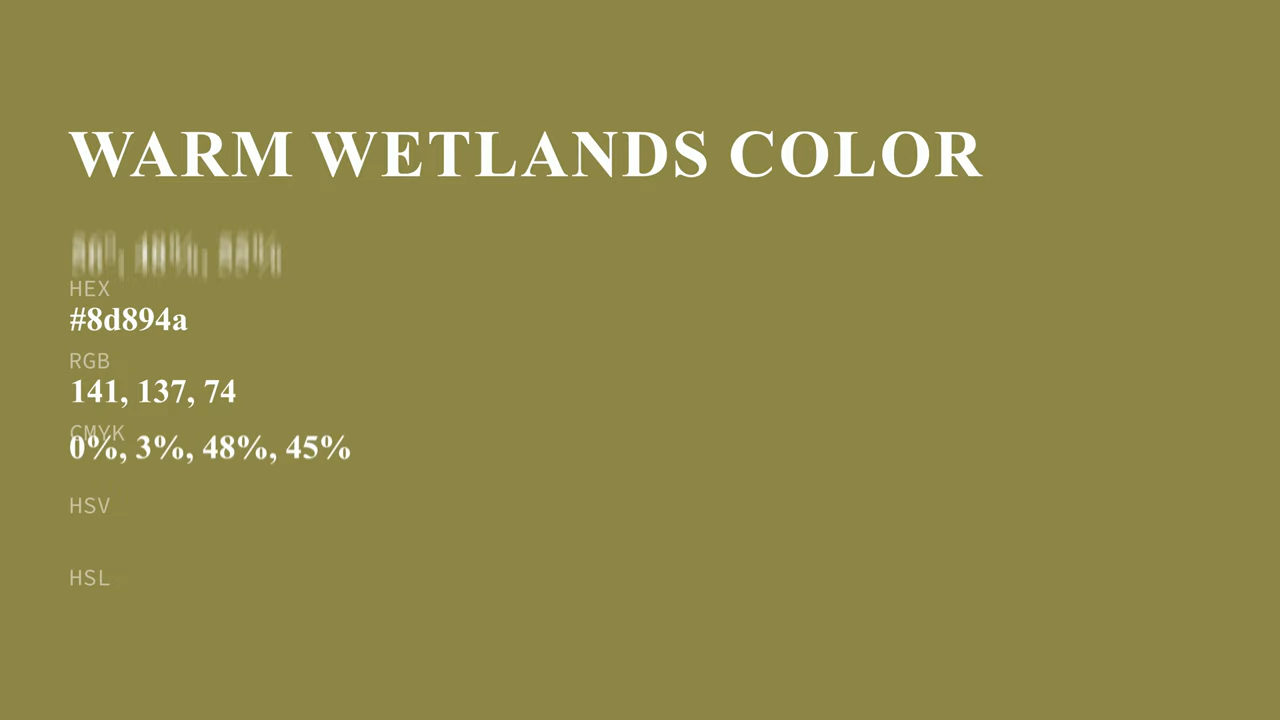 WARM WETLANDS COLOR
HEX
#8d894a
RGB
141, 137, 74
CMYK
0%, 3%, 48%, 45%
HSV
HSL